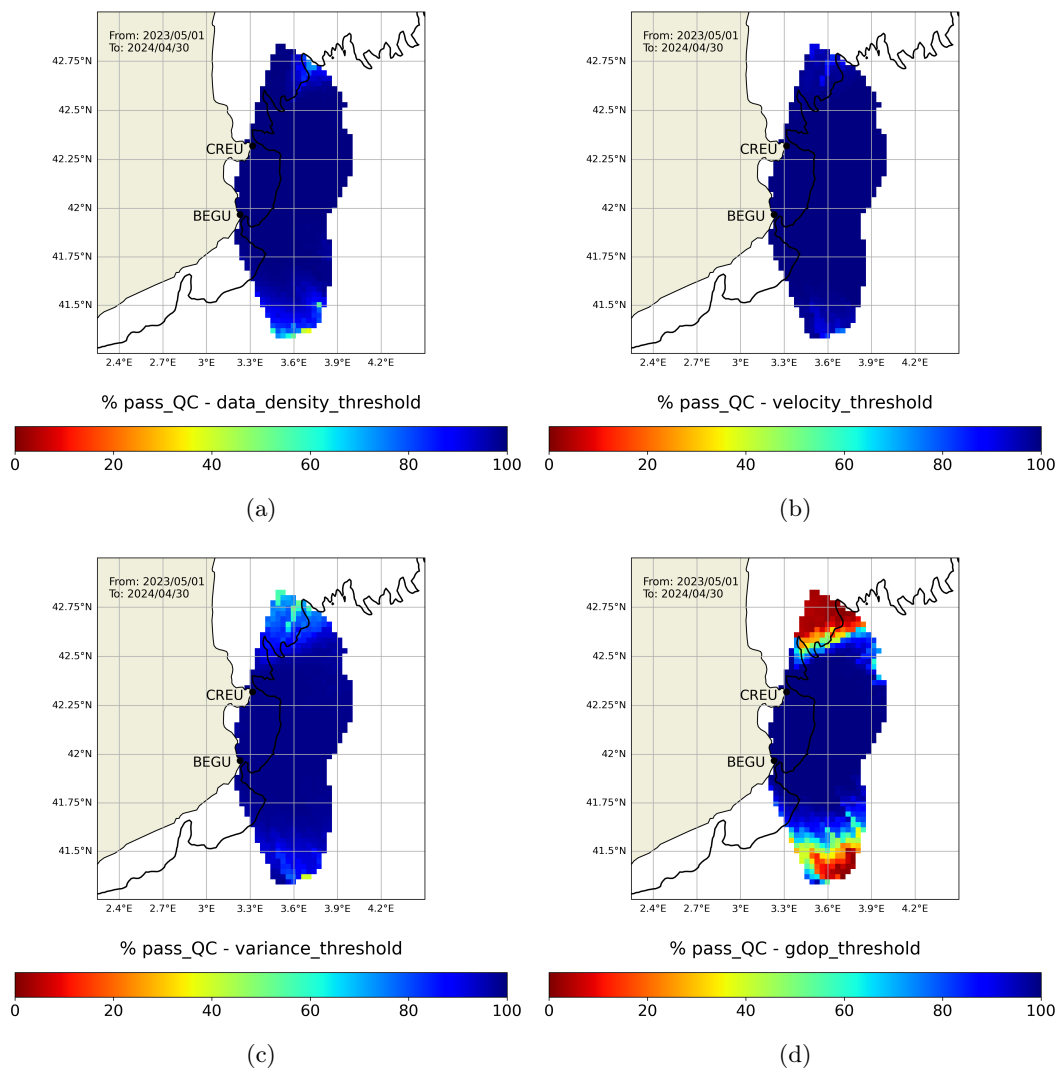 From: 2023/05/01
To: 2024/04/30
42.75°N
42.5°N
CREU
42.25°N
BEGU
42°N
41.75°N
41.5°N
2.4°E 2.7°E 3°E 3.3°E 3.6°E 3.9°E 4.2°E
% pass_QC - data_density_threshold
0 20 40 60 80 100
(a)
From: 2023/05/01
To: 2024/04/30
42.75°N
42.5°N
CREU
42.25°N
BEGU
42°N
41.75°N
41.5°N
2.4°E 2.7°E 3°E 3.3°E 3.6°E 3.9°E 4.2°E
% pass_QC - velocity_threshold
0 20 40 60 80 100
(b)
From: 2023/05/01
To: 2024/04/30
42.75°N
42.5°N
CREU
42.25°N
BEGU
42°N
41.75°N
41.5°N
2.4°E 2.7°E 3°E 3.3°E 3.6°E 3.9°E 4.2°E
% pass_QC - variance_threshold
0 20 40 60 80 100
(c)
From: 2023/05/01
To: 2024/04/30
42.75°N
42.5°N
CREU
42.25°N
BEGU
42°N
41.75°N
41.5°N
2.4°E 2.7°E 3°E 3.3°E 3.6°E 3.9°E 4.2°E
% pass_QC - gdop_threshold
0 20 40 60 80 100
(d)